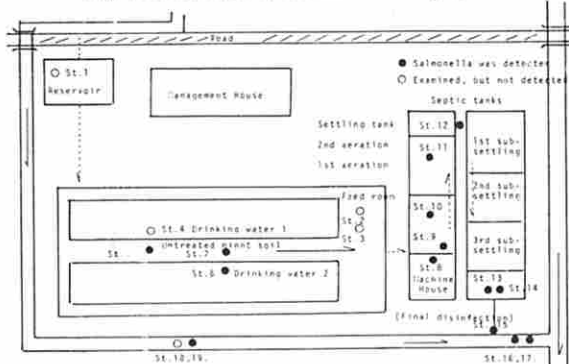 Road
● Salmonella was detected
○ Examined, but not detected
St.1
Reservoir
Management House
Septic tanks
Settling tank
St.12
2nd aeration
St.11
1st aeration
1st sub-
settling
2nd sub-
settling
3rd sub-
settling
Feed room
St.4 Drinking water 1
St.3
St.10
St.9
St.7
St.6 Drinking water 2
St.8
Machine
House
St.13
St.14
(Final disinfection)
St.15
St.18,19.
St.16,17.